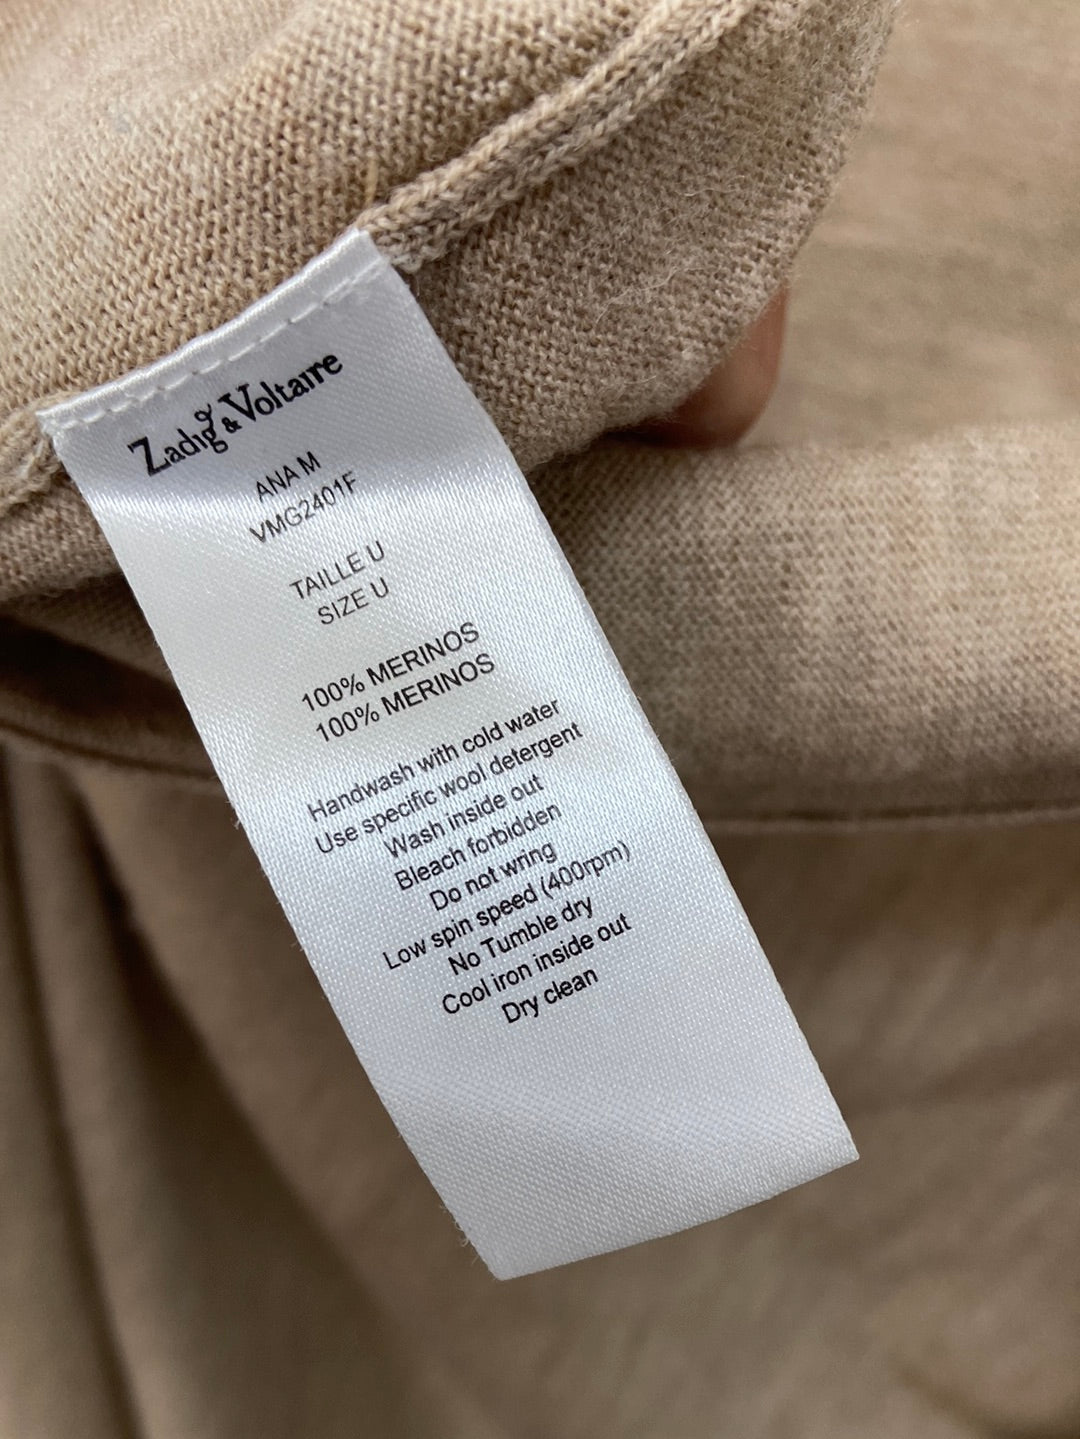 Zadig & Voltaire
ANA M
VMG2401F
TAILLE U
SIZE U
100% MERINOS
100% MERINOS
Handwash with cold water
Use specific wool detergent
Wash inside out
Bleach forbidden
Do not wring
Low spin speed (400rpm)
No Tumble dry
Cool iron inside out
Dry clean